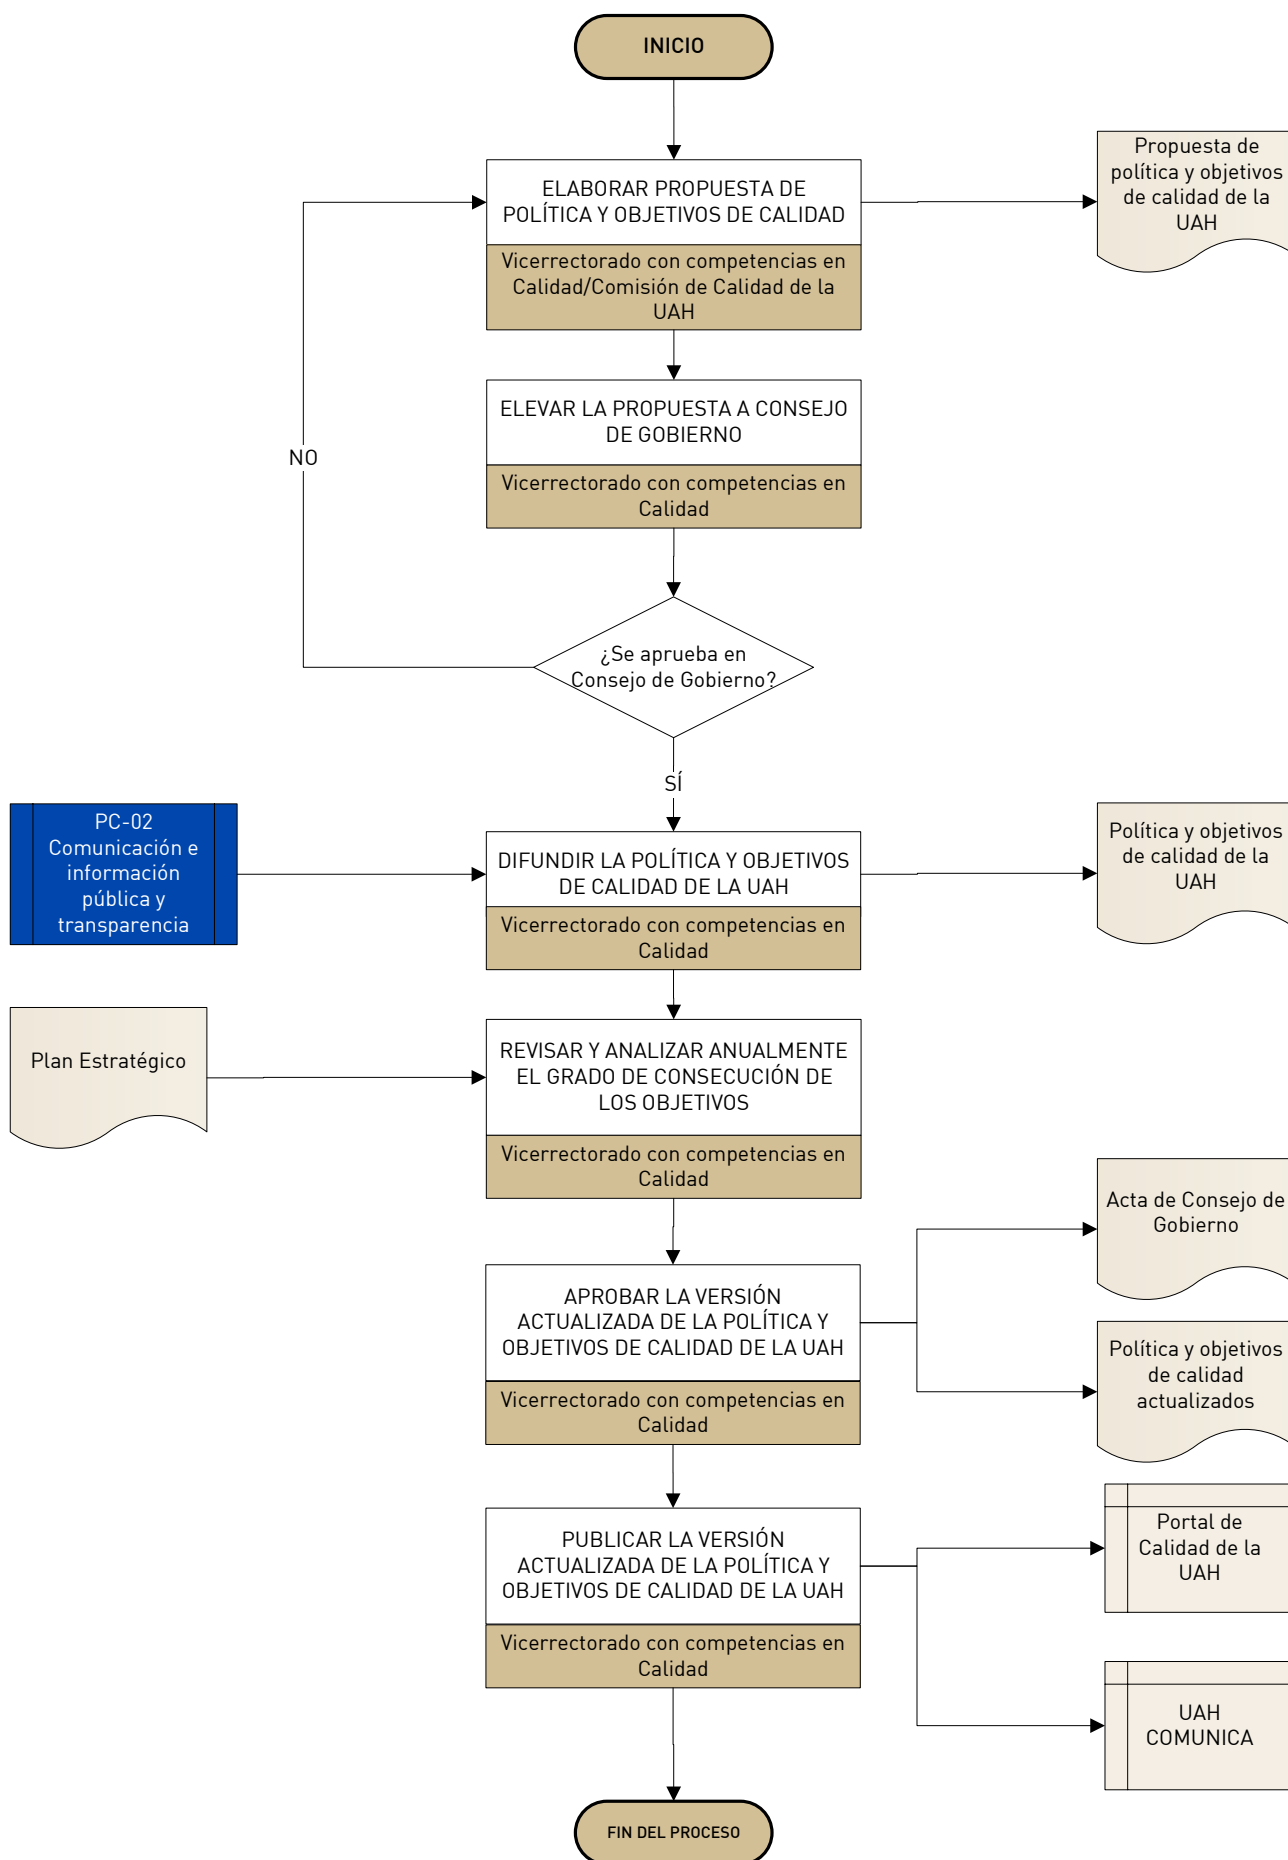 INICIO
ELABORAR PROPUESTA DE
POLÍTICA Y OBJETIVOS DE CALIDAD
Vicerrectorado con competencias en
Calidad/Comisión de Calidad de la
UAH
Propuesta de
política y objetivos
de calidad de la
UAH
ELEVAR LA PROPUESTA A CONSEJO
DE GOBIERNO
Vicerrectorado con competencias en
Calidad
NO
¿Se aprueba en
Consejo de Gobierno?
SÍ
PC-02
Comunicación e
información
pública y
transparencia
DIFUNDIR LA POLÍTICA Y OBJETIVOS
DE CALIDAD DE LA UAH
Vicerrectorado con competencias en
Calidad
Política y objetivos
de calidad de la
UAH
Plan Estratégico
REVISAR Y ANALIZAR ANUALMENTE
EL GRADO DE CONSECUCIÓN DE
LOS OBJETIVOS
Vicerrectorado con competencias en
Calidad
Acta de Consejo de
Gobierno
APROBAR LA VERSIÓN
ACTUALIZADA DE LA POLÍTICA Y
OBJETIVOS DE CALIDAD DE LA UAH
Vicerrectorado con competencias en
Calidad
Política y objetivos
de calidad
actualizados
PUBLICAR LA VERSIÓN
ACTUALIZADA DE LA POLÍTICA Y
OBJETIVOS DE CALIDAD DE LA UAH
Vicerrectorado con competencias en
Calidad
Portal de
Calidad de la
UAH
UAH
COMUNICA
FIN DEL PROCESO